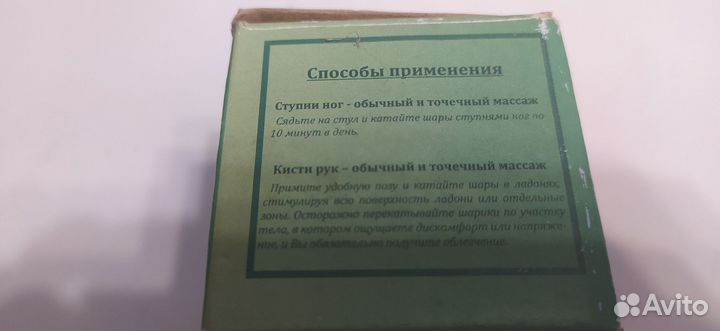 Способы применения
Ступни ног - обычный и точечный массаж
Сядьте на стул и катайте шары ступнями ног по
10 минут в день.
Кисти рук – обычный и точечный массаж
Примите удобную позу и катайте шары в ладонях,
стимулируя всю поверхность ладони или отдельные
зоны. Осторожно перекатывайте шарики по участку
тела, в котором ощущаете дискомфорт или напряже-
ние, и Вы обязательно получите облегчение.
Avito